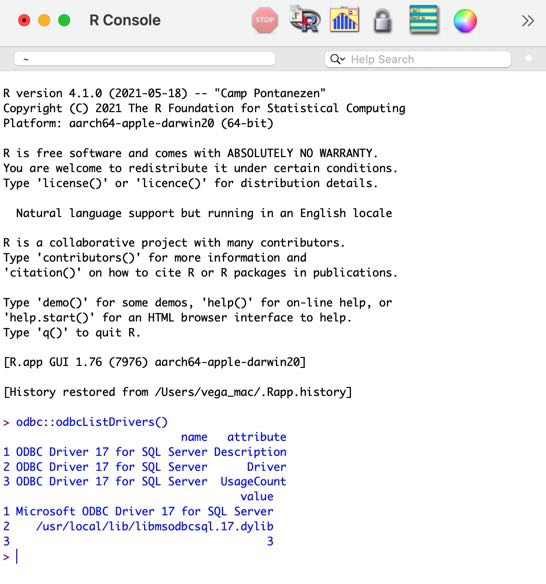 R Console
STOP
R
~
Help Search
R version 4.1.0 (2021-05-18) -- "Camp Pontanezen"
Copyright (C) 2021 The R Foundation for Statistical Computing
Platform: aarch64-apple-darwin20 (64-bit)
R is free software and comes with ABSOLUTELY NO WARRANTY.
You are welcome to redistribute it under certain conditions.
Type 'license()' or 'licence()' for distribution details.
Natural language support but running in an English locale
R is a collaborative project with many contributors.
Type 'contributors()' for more information and
'citation()' on how to cite R or R packages in publications.
Type 'demo()' for some demos, 'help()' for on-line help, or
'help.start()' for an HTML browser interface to help.
Type 'q()' to quit R.
[R.app GUI 1.76 (7976) aarch64-apple-darwin20]
[History restored from /Users/vega_mac/.Rapp.history]
> odbc::odbcListDrivers()
name attribute
1 ODBC Driver 17 for SQL Server Description
2 ODBC Driver 17 for SQL Server Driver
3 ODBC Driver 17 for SQL Server UsageCount
value
1 Microsoft ODBC Driver 17 for SQL Server
2 /usr/local/lib/libmsodbcsql.17.dylib
3 3
>